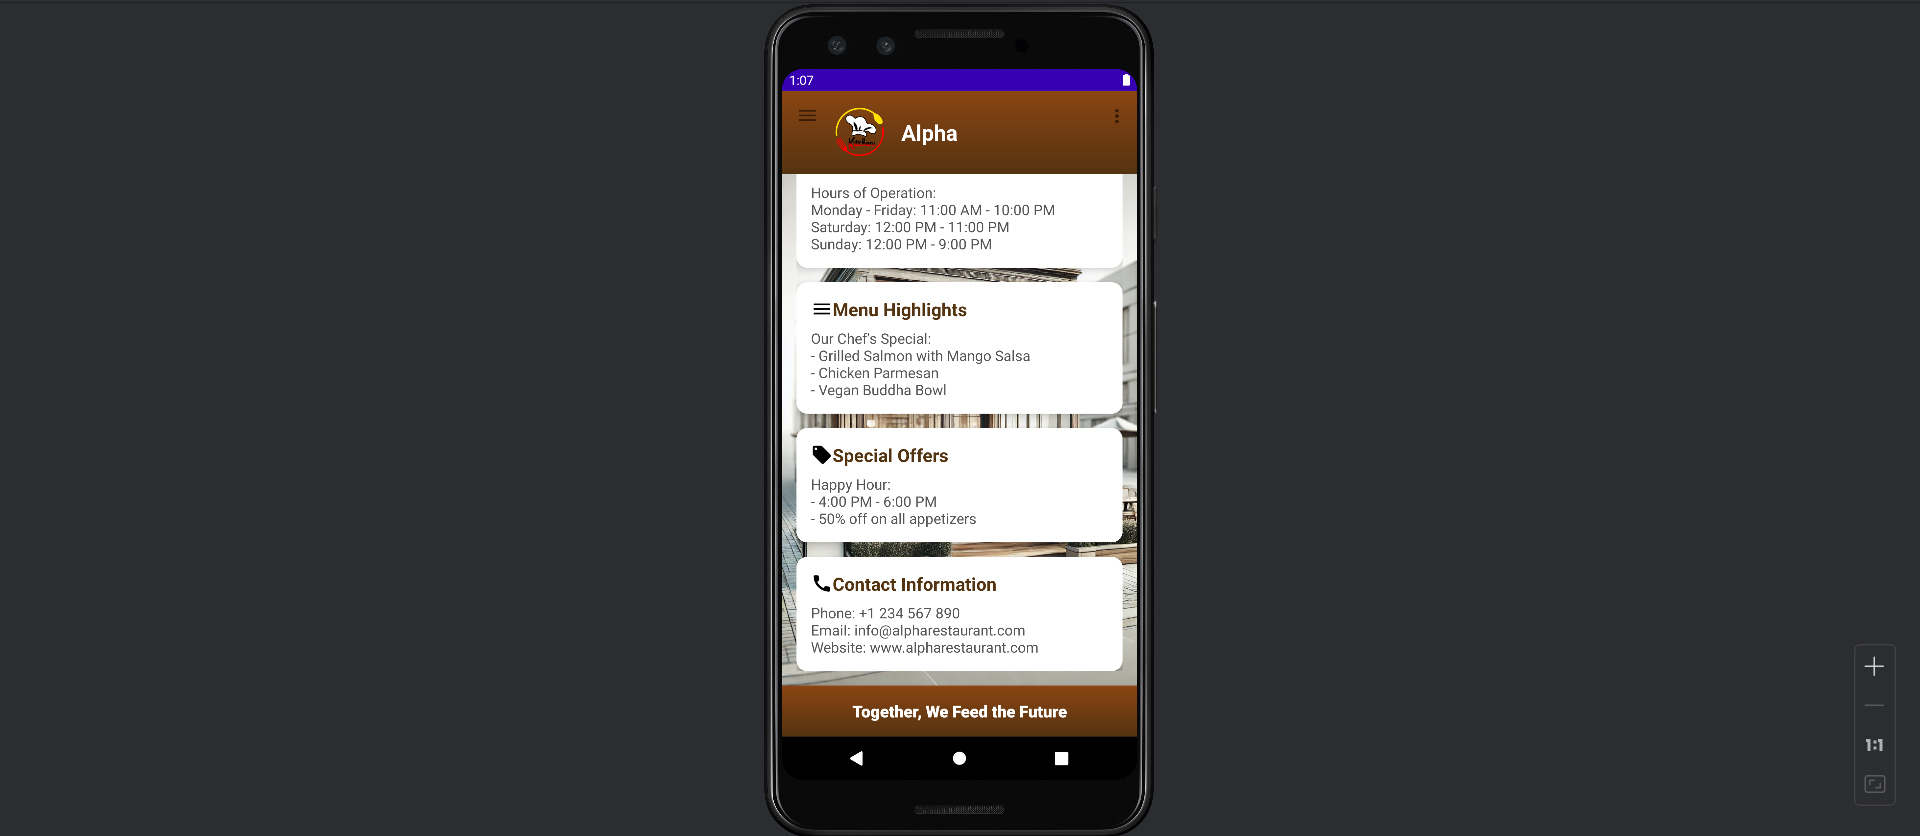 1:07
Alpha
Hours of Operation:
Monday - Friday: 11:00 AM - 10:00 PM
Saturday: 12:00 PM - 11:00 PM
Sunday: 12:00 PM - 9:00 PM
Menu Highlights
Our Chef's Special:
- Grilled Salmon with Mango Salsa
- Chicken Parmesan
- Vegan Buddha Bowl
Special Offers
Happy Hour:
- 4:00 PM - 6:00 PM
- 50% off on all appetizers
Contact Information
Phone: +1 234 567 890
Email: info@alpharestaurant.com
Website: www.alpharestaurant.com
Together, We Feed the Future
1:1